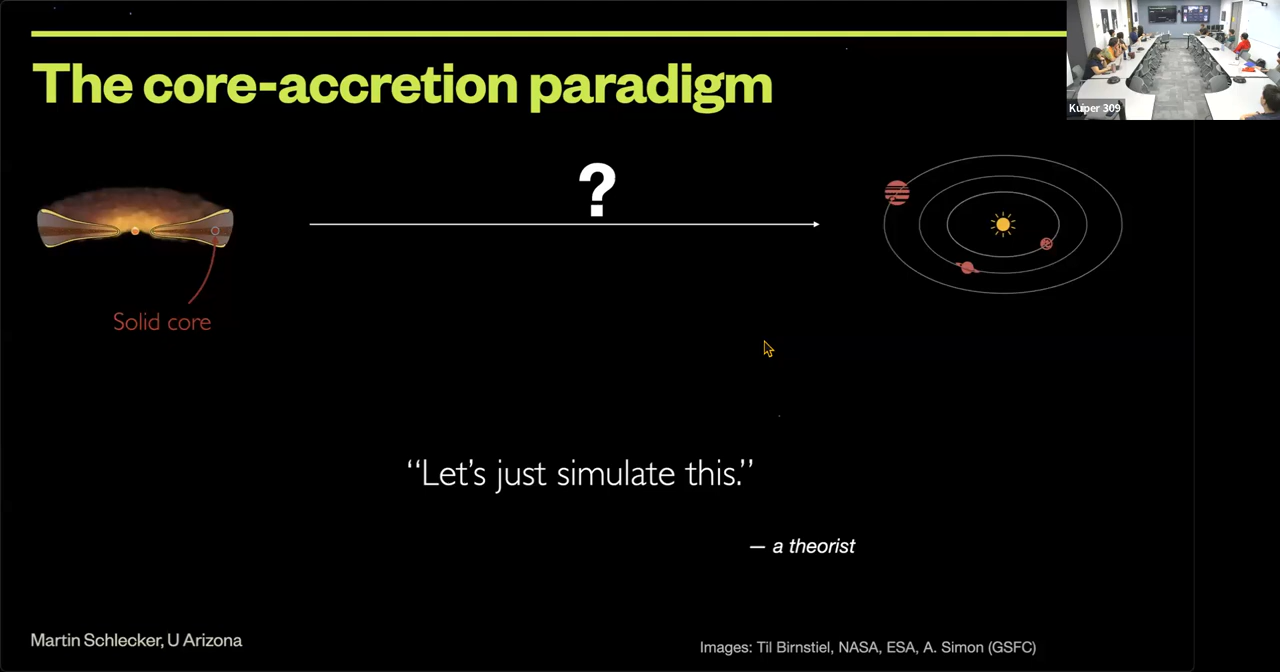 The core-accretion paradigm
Kuiper 309
?
Solid core
“Let’s just simulate this.”
— a theorist
Martin Schlecker, U Arizona
Images: Til Birnstiel, NASA, ESA, A. Simon (GSFC)